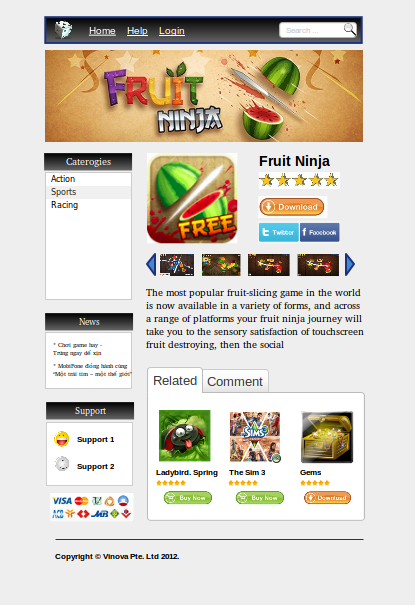 Home Help Login
Search ...
FRUIT
NINJA
Caterogies
Action
Sports
Racing
News
* Chơi game hay -
Trúng ngay dế xịn
* MobiFone đồng hành cùng
"Một trái tim – một thế giới"
Support
Support 1
Support 2
VISA
FREE
Fruit Ninja
Download
Twitter
Facebook
The most popular fruit-slicing game in the world
is now available in a variety of forms, and across
a range of platforms your fruit ninja journey will
take you to the sensory satisfaction of touchscreen
fruit destroying, then the social
Related Comment
SIMS3
Ladybird. Spring The Sim 3 Gems
Buy Now Buy Now Download
Copyright © Vinova Pte. Ltd 2012.